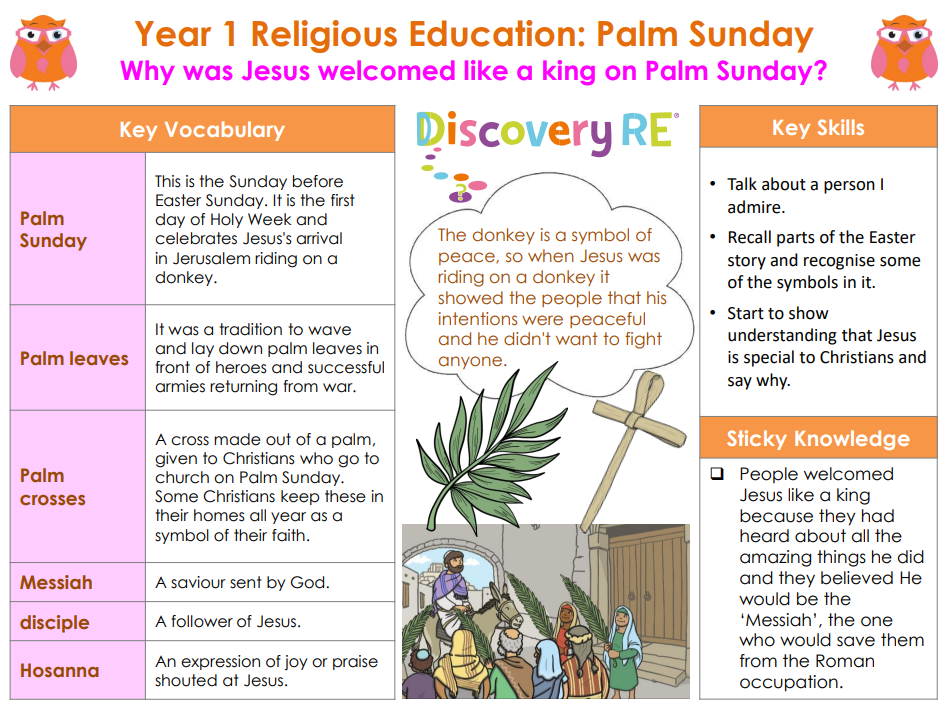 Year 1 Religious Education: Palm Sunday
Why was Jesus welcomed like a king on Palm Sunday?
Key Vocabulary
Palm
Sunday
This is the Sunday before
Easter Sunday. It is the first
day of Holy Week and
celebrates Jesus's arrival
in Jerusalem riding on a
donkey.
Palm leaves
It was a tradition to wave
and lay down palm leaves in
front of heroes and successful
armies returning from war.
Palm
crosses
A cross made out of a palm,
given to Christians who go to
church on Palm Sunday.
Some Christians keep these in
their homes all year as a
symbol of their faith.
Messiah
A saviour sent by God.
disciple
A follower of Jesus.
Hosanna
An expression of joy or praise
shouted at Jesus.
Discovery RE®
?
The donkey is a symbol of
peace, so when Jesus was
riding on a donkey it
showed the people that his
intentions were peaceful
and he didn't want to fight
anyone.
Key Skills
• Talk about a person I
admire.
• Recall parts of the Easter
story and recognise some
of the symbols in it.
• Start to show
understanding that Jesus
is special to Christians and
say why.
Sticky Knowledge
❑ People welcomed
Jesus like a king
because they had
heard about all the
amazing things he did
and they believed He
would be the
‘Messiah’, the one
who would save them
from the Roman
occupation.